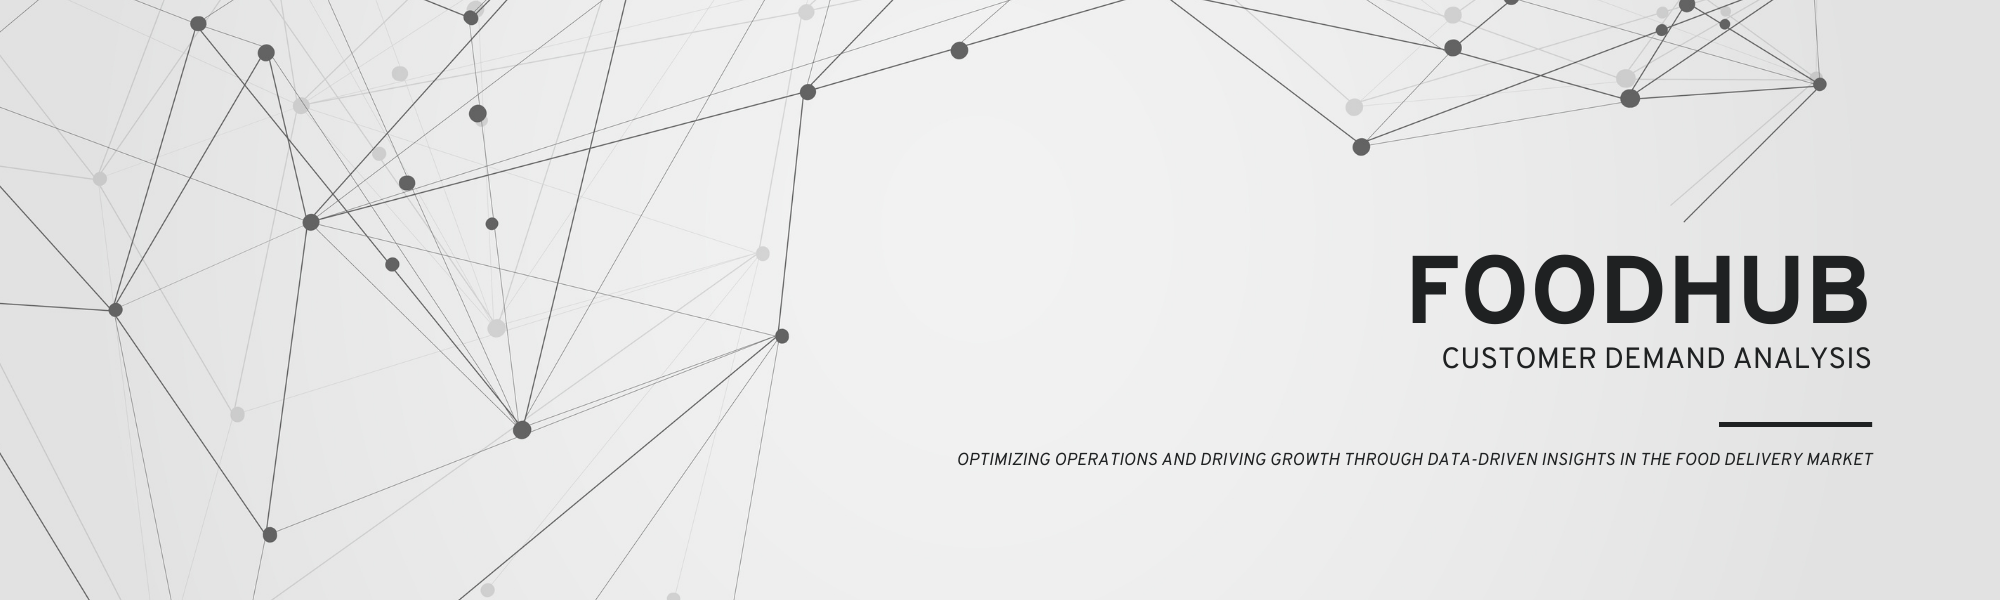 FOODHUB
CUSTOMER DEMAND ANALYSIS
OPTIMIZING OPERATIONS AND DRIVING GROWTH THROUGH DATA-DRIVEN INSIGHTS IN THE FOOD DELIVERY MARKET